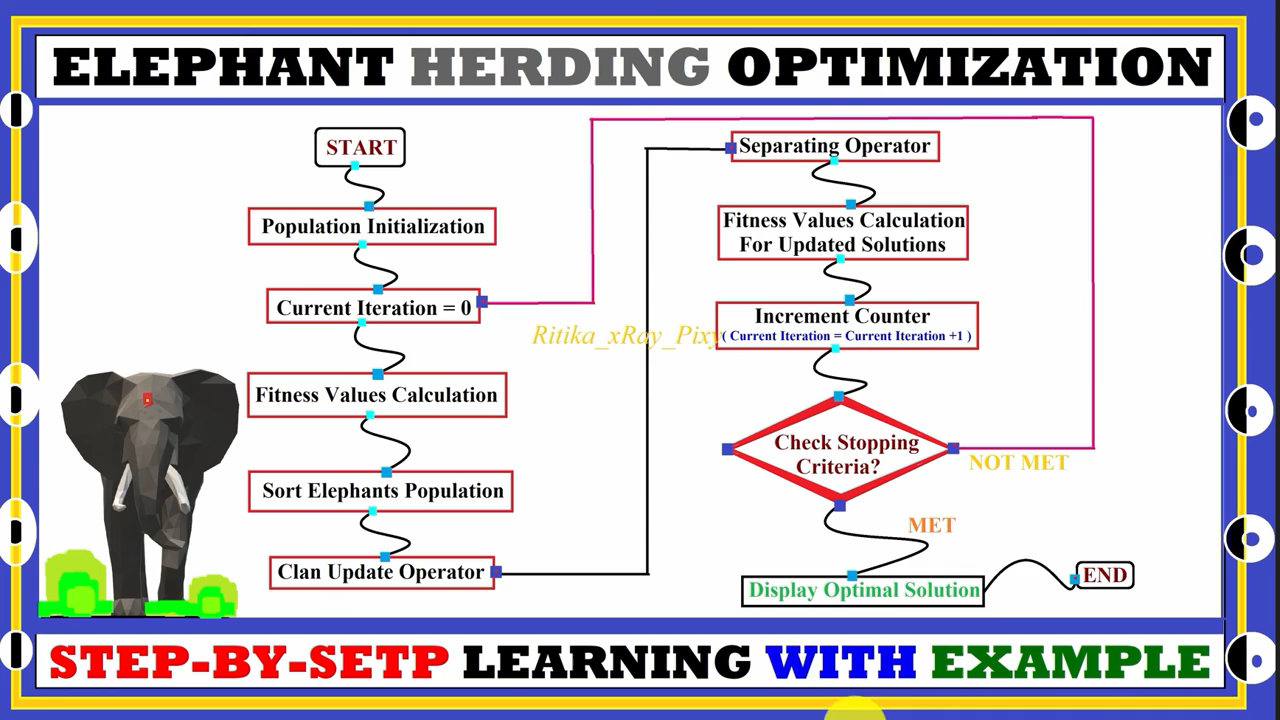 ELEPHANT HERDING OPTIMIZATION
START
Population Initialization
Current Iteration = 0
Fitness Values Calculation
Sort Elephants Population
Clan Update Operator
Separating Operator
Fitness Values Calculation
For Updated Solutions
Increment Counter
( Current Iteration = Current Iteration +1 )
Ritika_xRay_Pixy
Check Stopping
Criteria?
NOT MET
MET
Display Optimal Solution
END
STEP-BY-SETP LEARNING WITH EXAMPLE